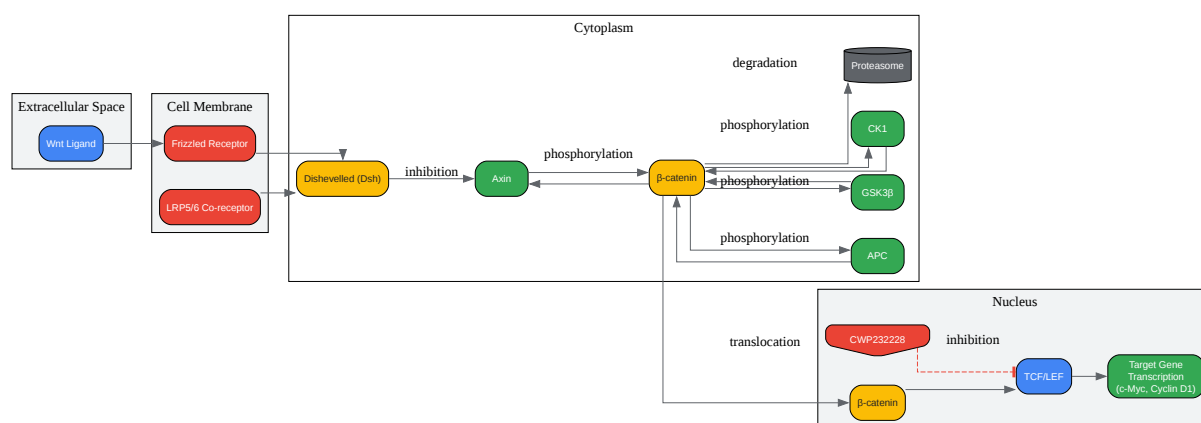 Cytoplasm
degradation
Proteasome
Extracellular Space
Cell Membrane
phosphorylation
CK1
Wnt Ligand
Frizzled Receptor
phosphorylation
Dishevelled (Dsh)
inhibition
Axin
β-catenin
phosphorylation
GSK3β
LRP5/6 Co-receptor
phosphorylation
APC
Nucleus
translocation
CWP232228
inhibition
TCF/LEF
Target Gene
Transcription
(c-Myc, Cyclin D1)
β-catenin